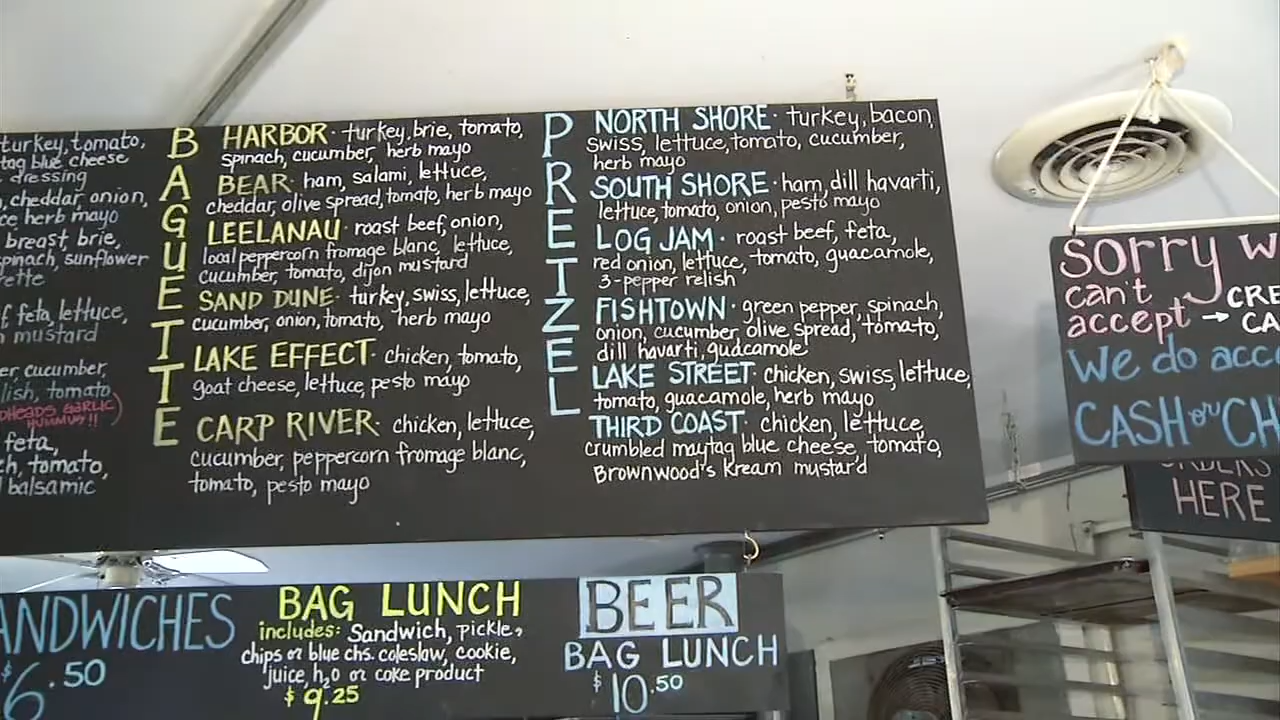 turkey, tomato,
blue cheese
dressing
cheddar onion,
herb mayo
breast, brie,
sunflower
feta, lettuce,
mustard
cucumber,
tomato
GARLIC
HUMMUS!!)
feta,
tomato,
balsamic
BAGUETTE
HARBOR · turkey, brie, tomato,
spinach, cucumber, herb mayo
BEAR · ham, salami, lettuce,
cheddar, olive spread, tomato, herb mayo
LEELANAU · roast beef, onion,
local peppercorn fromage blanc, lettuce,
cucumber, tomato, dijon mustard
SAND DUNE · turkey, swiss, lettuce,
cucumber, onion, tomato, herb mayo
LAKE EFFECT · chicken, tomato,
goat cheese, lettuce, pesto mayo
CARP RIVER · chicken, lettuce,
cucumber, peppercorn fromage blanc,
tomato, pesto mayo
PRETZEL
NORTH SHORE · turkey, bacon,
swiss, lettuce, tomato, cucumber,
herb mayo
SOUTH SHORE · ham, dill havarti,
lettuce, tomato, onion, pesto mayo
LOG JAM · roast beef, feta,
red onion, lettuce, tomato, guacamole,
3-pepper relish
FISHTOWN · green pepper, spinach,
onion, cucumber, olive spread, tomato,
dill havarti, guacamole
LAKE STREET · chicken, swiss, lettuce,
tomato, guacamole, herb mayo
THIRD COAST · chicken, lettuce,
crumbled maytag blue cheese, tomato,
Brownwood's Kream mustard
Sorry W
can't
accept → CRE
CA
We do acc
CASH or CH
ORDERS
HERE
ANDWICHES
$6.50
BAG LUNCH
includes: Sandwich, pickle,
chips or blue chs. coleslaw, cookie,
juice, h2o or coke product
$9.25
BEER
BAG LUNCH
$10.50